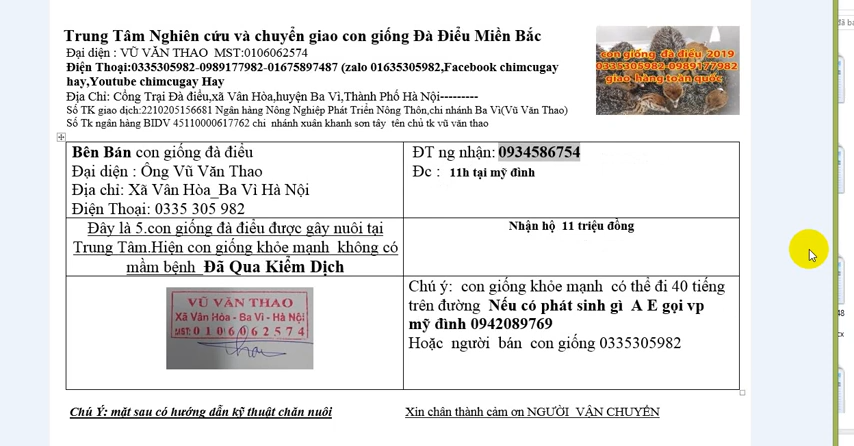 Trung Tâm Nghiên cứu và chuyển giao con giống Đà Điểu Miền Bắc
Đại diện : VŨ VĂN THAO MST:0106062574
Điện Thoại:0335305982-0989177982-01675897487 (zalo 01635305982,Facebook chimcugay
hay,Youtube chimcugay Hay
Địa Chỉ: Cổng Trại Đà điểu,xã Vân Hòa,huyện Ba Vì,Thành Phố Hà Nội---------
Số TK giao dịch:2210205156681 Ngân hàng Nông Nghiệp Phát Triển Nông Thôn,chi nhánh Ba Vì(Vũ Văn Thao)
Số Tk ngân hàng BIDV 45110000617762 chi nhánh xuân khanh sơn tây tên chủ tk vũ văn thao
con giống đà điểu 2019
0335305982-0989177982
giao hàng toàn quốc
Bên Bán con giống đà điểu
Đại diện : Ông Vũ Văn Thao
Địa chỉ: Xã Vân Hòa_Ba Vì Hà Nội
Điện Thoại: 0335 305 982
ĐT ng nhận: 0934586754
Đc : 11h tại mỹ đình
Đây là 5.con giống đà điểu được gây nuôi tại
Trung Tâm.Hiện con giống khỏe mạnh không có
mầm bệnh Đã Qua Kiểm Dịch
Nhận hộ 11 triệu đồng
VŨ VĂN THAO
Xã Vân Hòa - Ba Vì - Hà Nội
MST: 0 1 0 6 0 6 2 5 7 4
Chú ý: con giống khỏe mạnh có thể đi 40 tiếng
trên đường Nếu có phát sinh gì A E gọi vp
mỹ đình 0942089769
Hoặc người bán con giống 0335305982
Chú Ý: mặt sau có hướng dẫn kỹ thuật chăn nuôi
Xin chân thành cảm ơn NGƯỜI VẬN CHUYỂN